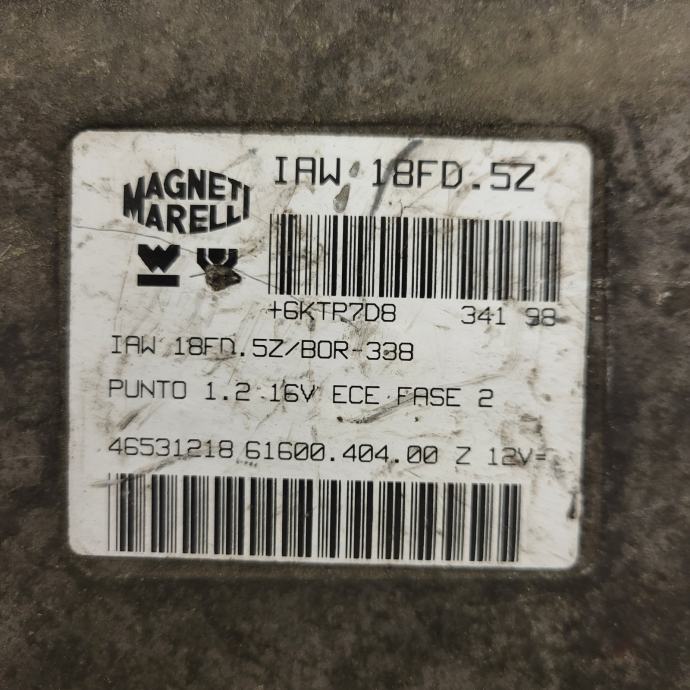 IAW 18FD.5Z
MAGNETI
MARELLI
+6KTP7D8 341 98
IAW 18FD.5Z/BOR-338
PUNTO 1.2 16V ECE FASE 2
46531218 61600.404.00 Z 12V=